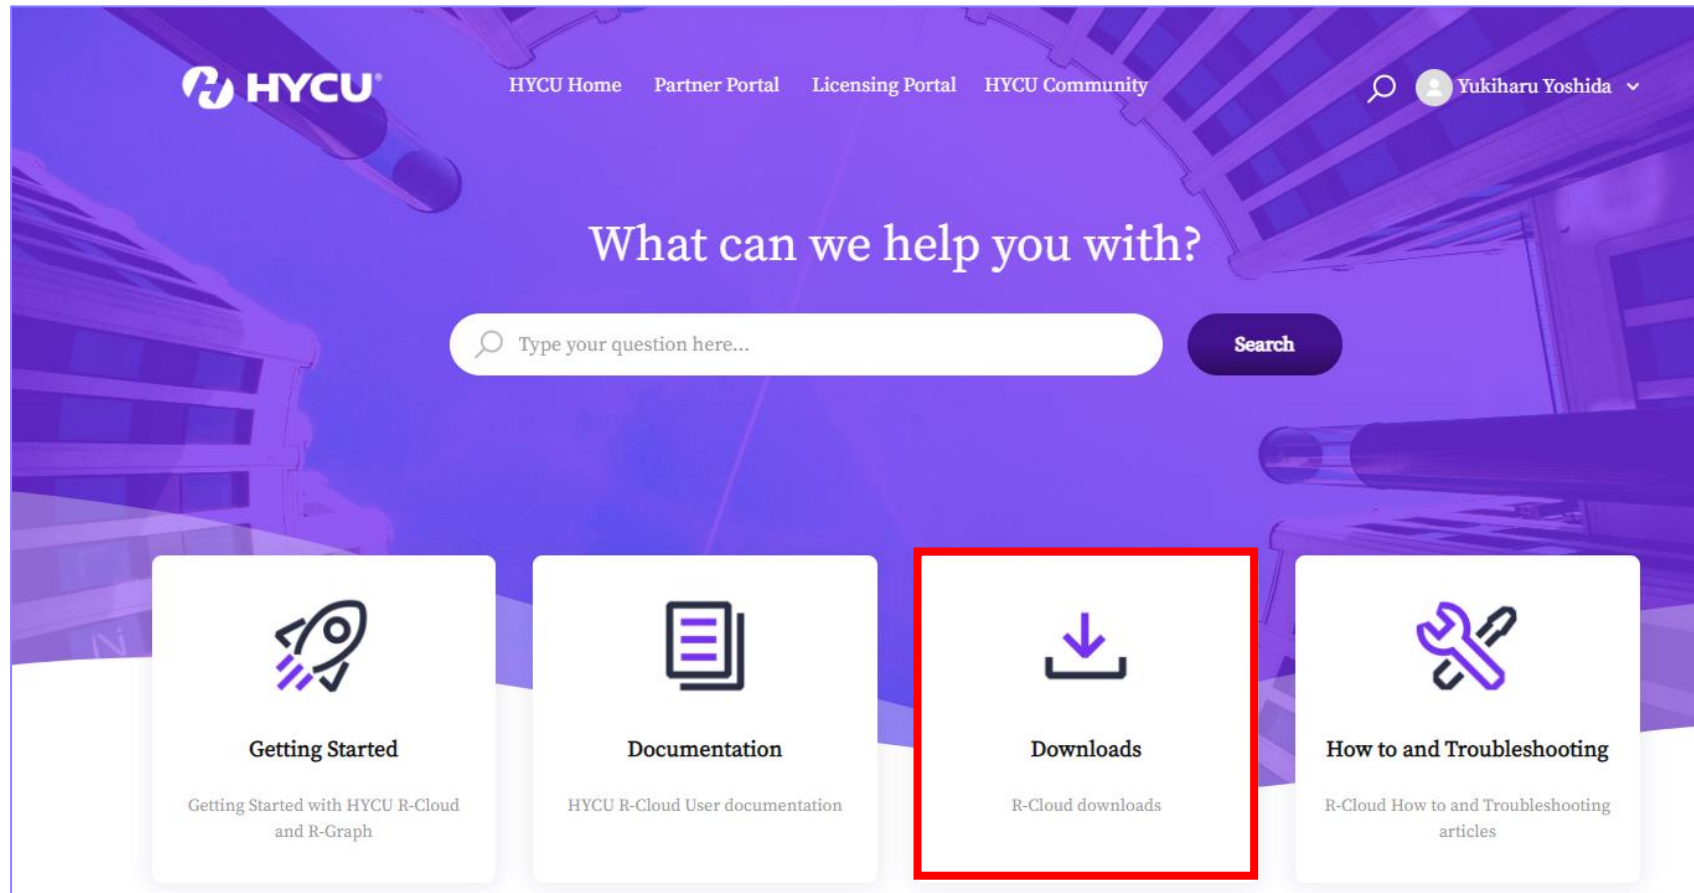 HYCU®
HYCU Home Partner Portal Licensing Portal HYCU Community
Yukiharu Yoshida
What can we help you with?
Type your question here...
Search
Getting Started
Getting Started with HYCU R-Cloud
and R-Graph
Documentation
HYCU R-Cloud User documentation
Downloads
R-Cloud downloads
How to and Troubleshooting
R-Cloud How to and Troubleshooting
articles